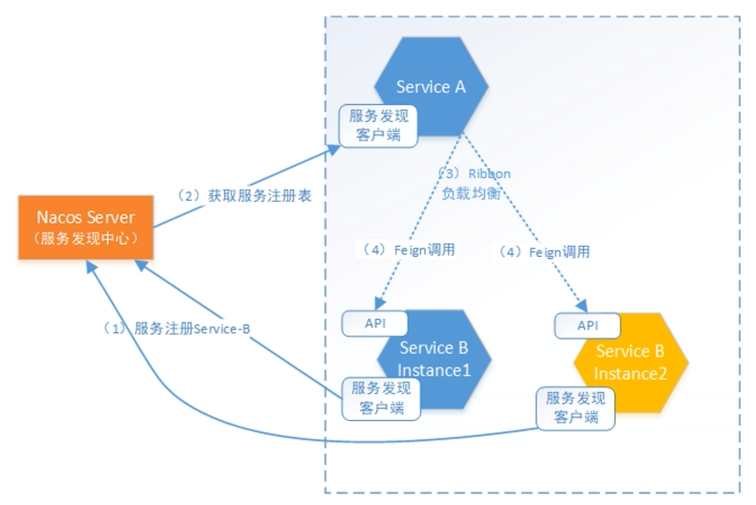 Service A
服务发现
客户端
（3）Ribbon
负载均衡
（2）获取服务注册表
Nacos Server
（服务发现中心）
（4）Feign调用
（4）Feign调用
（1）服务注册Service-B
API
Service B
Instance1
服务发现
客户端
API
Service B
Instance2
服务发现
客户端